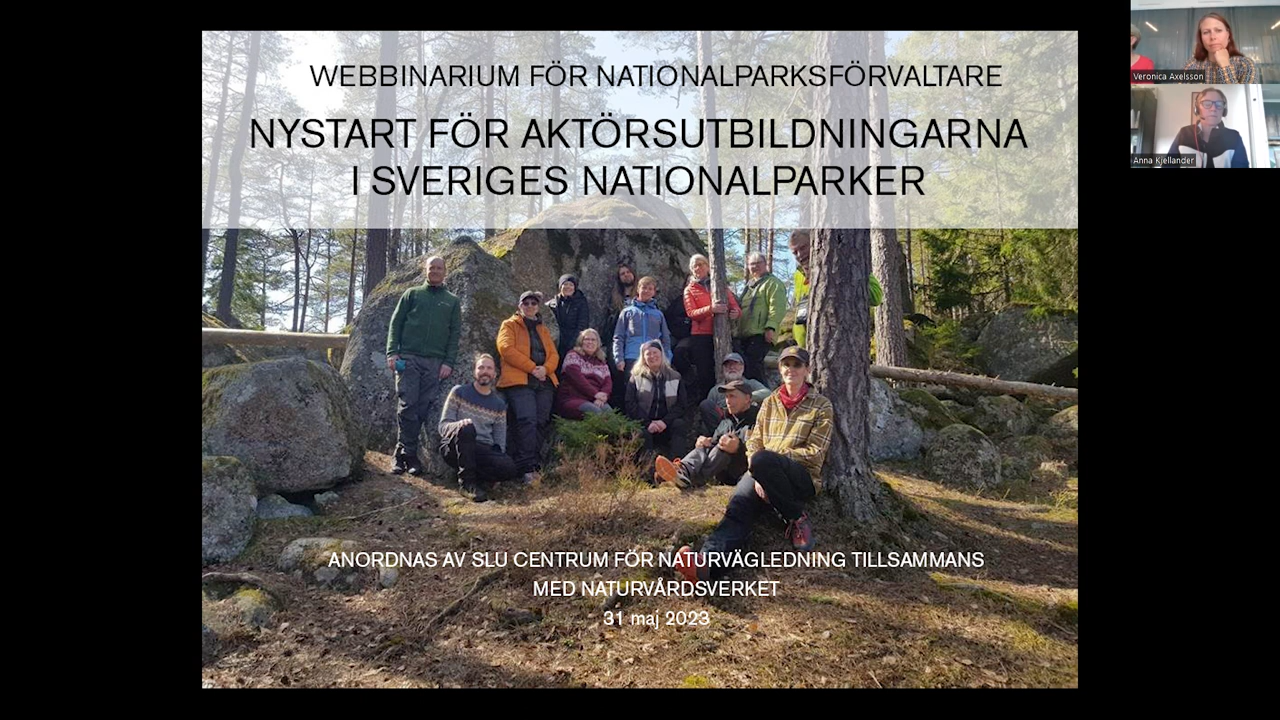 WEBBINARIUM FÖR NATIONALPARKSFÖRVALTARE
NYSTART FÖR AKTÖRSUTBILDNINGARNA
I SVERIGES NATIONALPARKER
ANORDNAS AV SLU CENTRUM FÖR NATURVÄGLEDNING TILLSAMMANS
MED NATURVÅRDSVERKET
31 maj 2023
Veronica Axelsson
Anna Kjellander